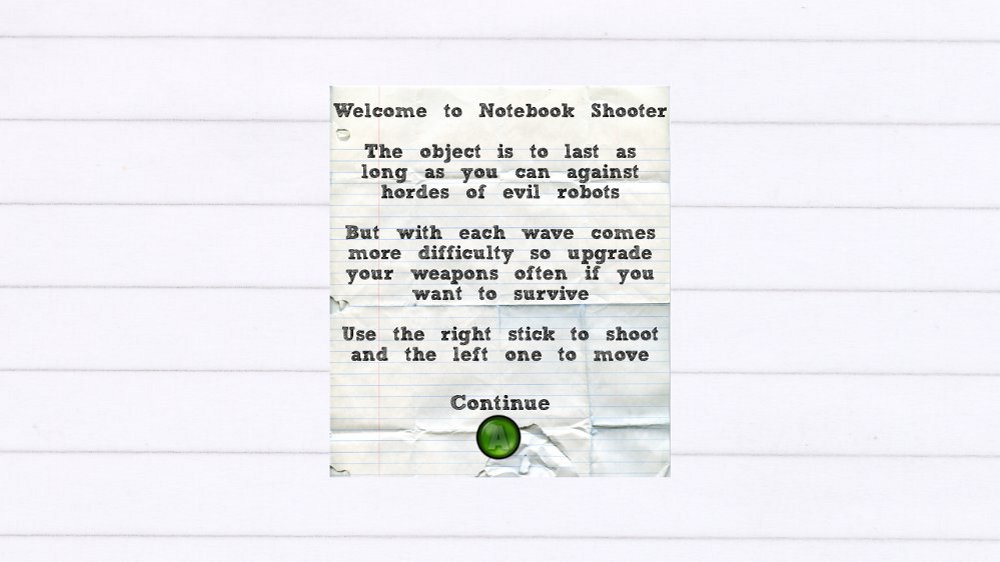 Welcome to Notebook Shooter
The object is to last as
long as you can against
hordes of evil robots
But with each wave comes
more difficulty so upgrade
your weapons often if you
want to survive
Use the right stick to shoot
and the left one to move
Continue
A